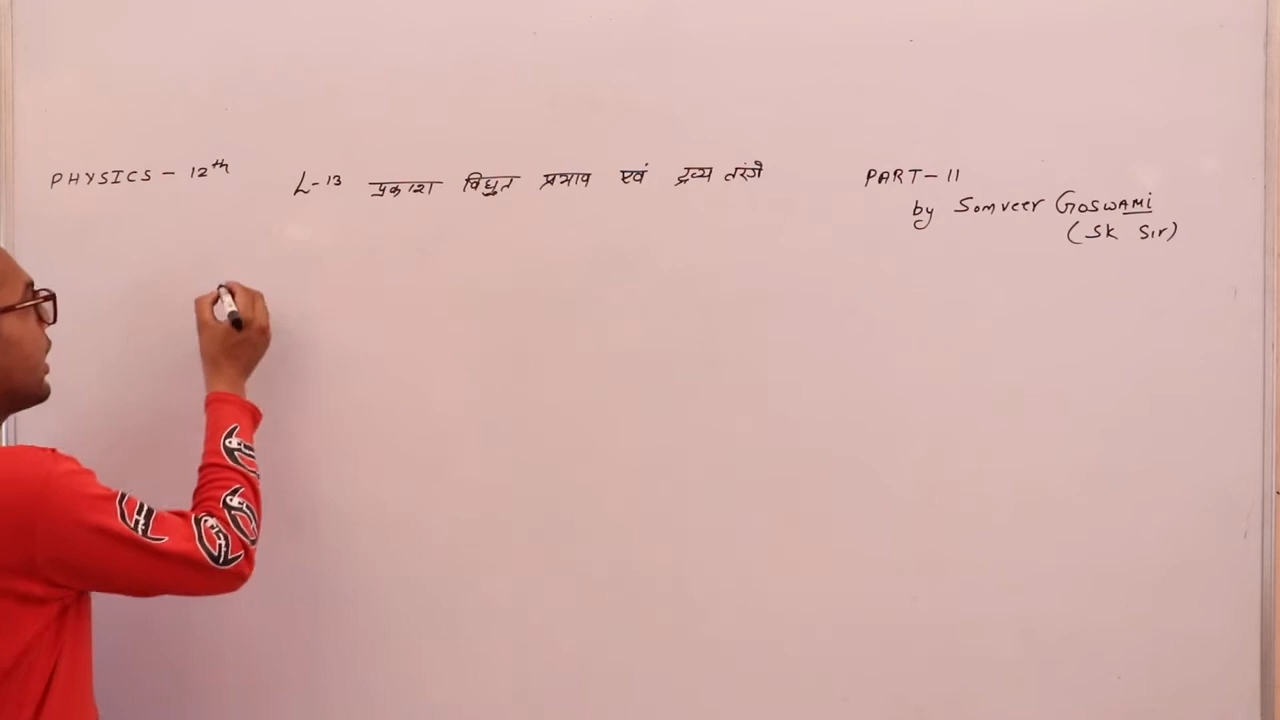 PHYSICS - 12th L-13 प्रकाश विद्युत प्रभाव एवं द्रव्य तरंगे PART-11
by Somveer GOSWAMI
(SK Sir)